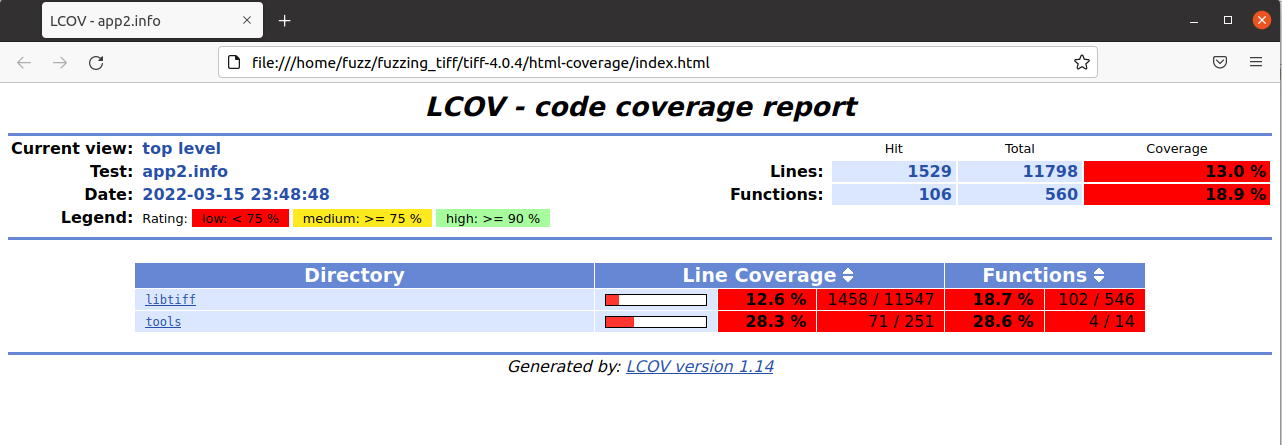 LCOV - app2.info
file:///home/fuzz/fuzzing_tiff/tiff-4.0.4/html-coverage/index.html
LCOV - code coverage report
Current view: top level Hit Total Coverage
Test: app2.info Lines: 1529 11798 13.0 %
Date: 2022-03-15 23:48:48 Functions: 106 560 18.9 %
Legend: Rating: low: < 75 % medium: >= 75 % high: >= 90 %
Directory Line Coverage Functions
libtiff 12.6 % 1458 / 11547 18.7 % 102 / 546
tools 28.3 % 71 / 251 28.6 % 4 / 14
Generated by: LCOV version 1.14